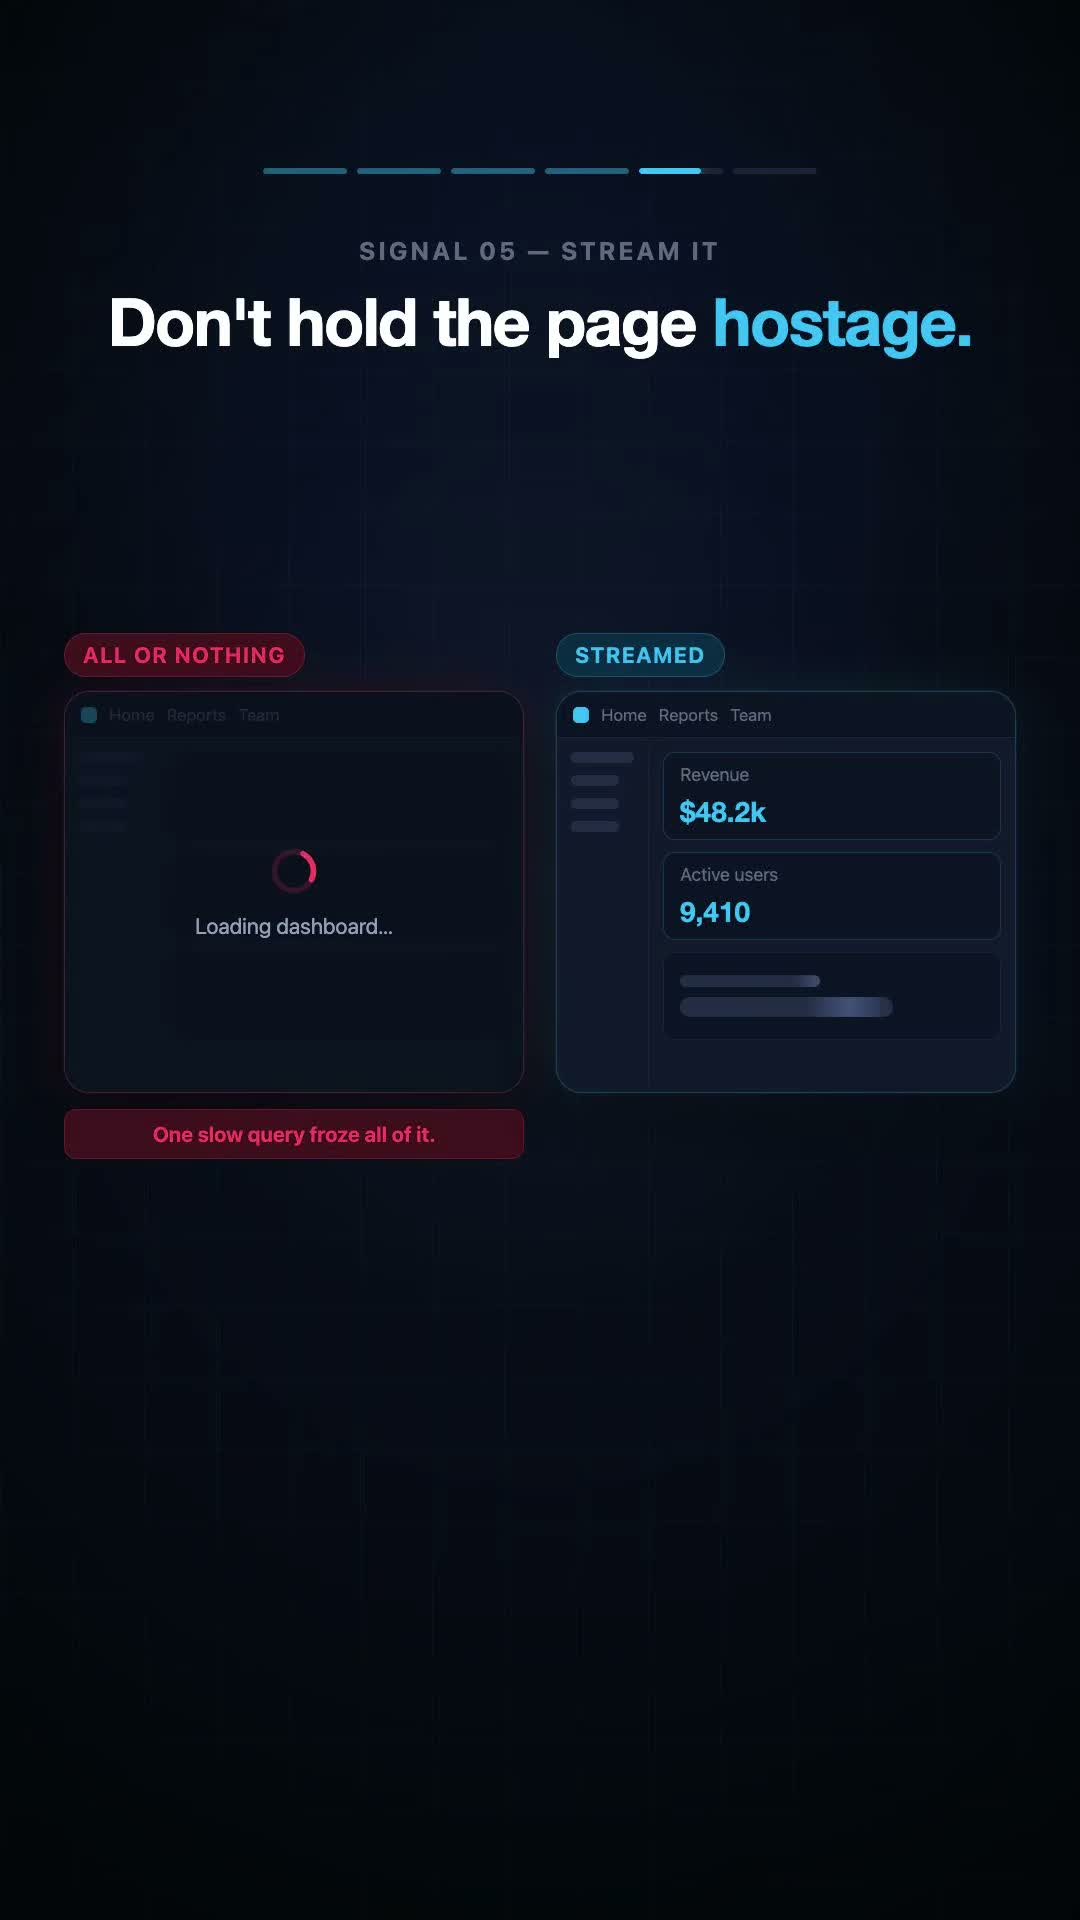 SIGNAL 05 — STREAM IT
Don't hold the page hostage.
ALL OR NOTHING
Home Reports Team
Loading dashboard...
One slow query froze all of it.
STREAMED
Home Reports Team
Revenue
$48.2k
Active users
9,410